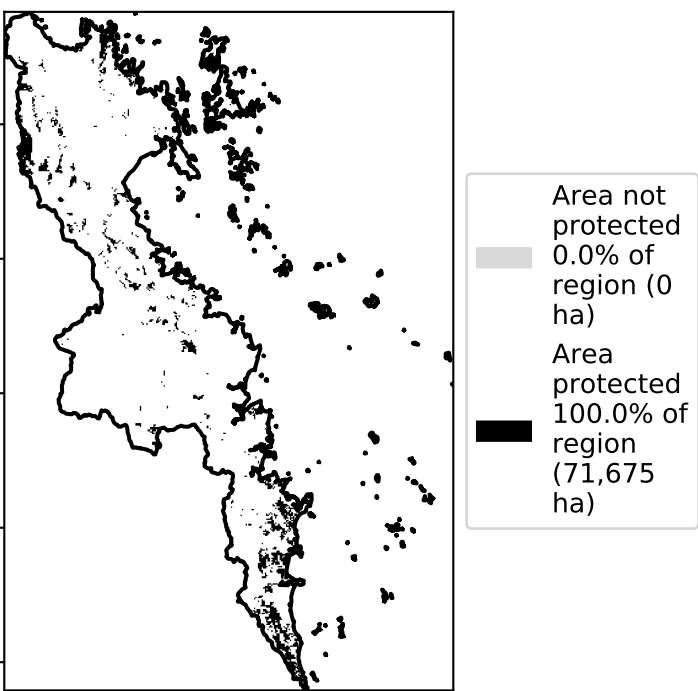 Area not
protected
0.0% of
region (0
ha)
Area
protected
100.0% of
region
(71,675
ha)